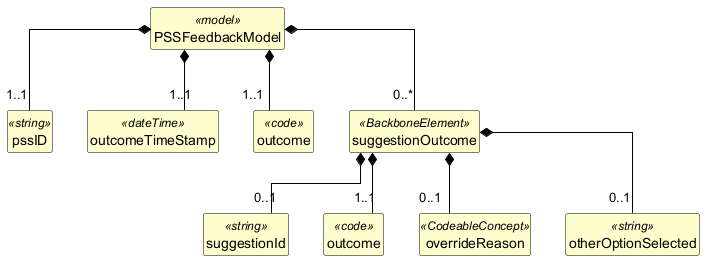 «model»
PSSFeedbackModel
1..1
1..1
1..1
0..*
«string»
pssID
«dateTime»
outcomeTimeStamp
«code»
outcome
«BackboneElement»
suggestionOutcome
0..1
1..1
0..1
0..1
«string»
suggestionId
«code»
outcome
«CodeableConcept»
overrideReason
«string»
otherOptionSelected